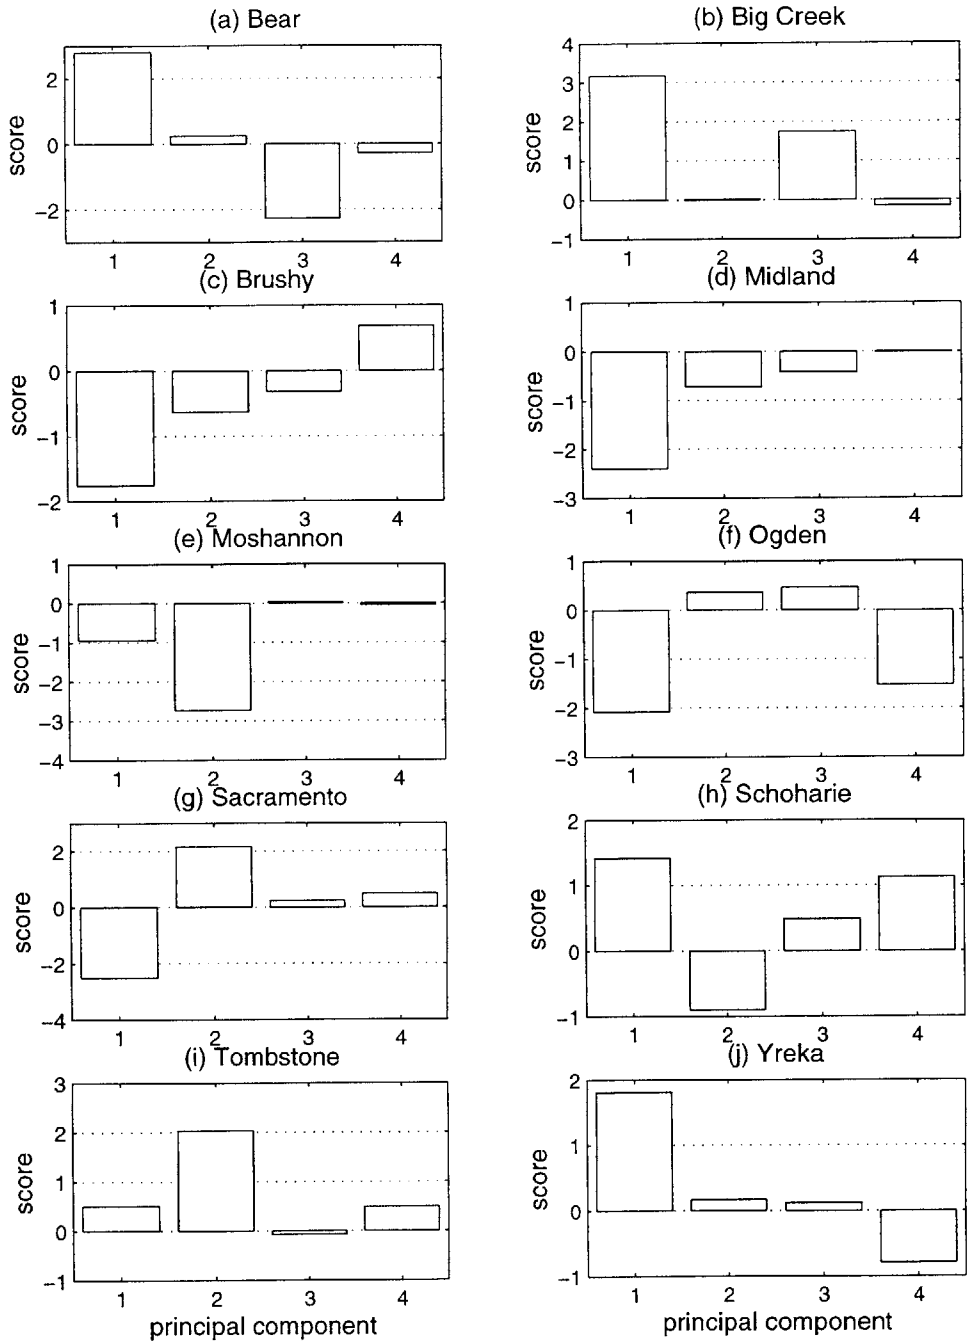 (a) Bear
score
2
0
−2
1 2 3 4
(b) Big Creek
score
4
3
2
1
0
−1
1 2 3 4
(c) Brushy
score
1
0
−1
−2
1 2 3 4
(d) Midland
score
1
0
−1
−2
−3
1 2 3 4
(e) Moshannon
score
1
0
−1
−2
−3
−4
1 2 3 4
(f) Ogden
score
1
0
−1
−2
−3
1 2 3 4
(g) Sacramento
score
2
0
−2
−4
1 2 3 4
(h) Schoharie
score
2
1
0
−1
1 2 3 4
(i) Tombstone
score
3
2
1
0
−1
1 2 3 4
principal component
(j) Yreka
score
2
1
0
−1
1 2 3 4
principal component